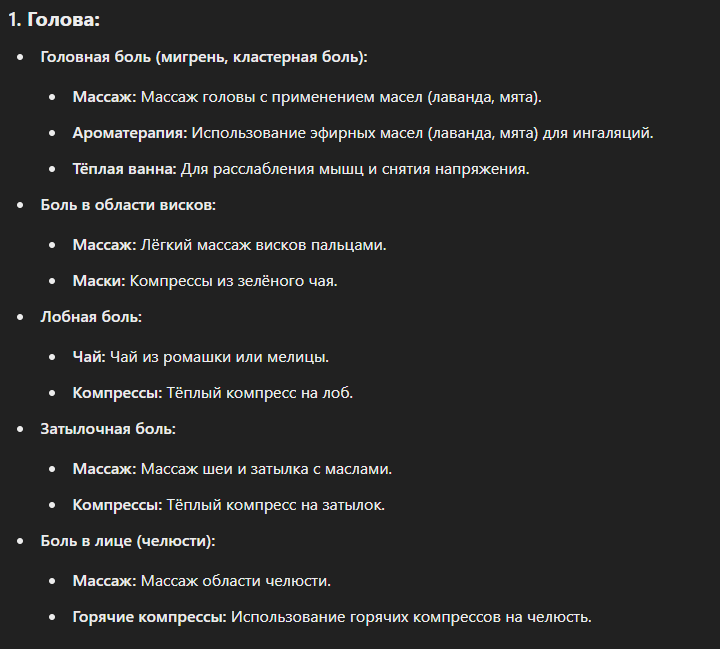 1. Голова:
• Головная боль (мигрень, кластерная боль):
• Массаж: Массаж головы с применением масел (лаванда, мята).
• Ароматерапия: Использование эфирных масел (лаванда, мята) для ингаляций.
• Тёплая ванна: Для расслабления мышц и снятия напряжения.
• Боль в области висков:
• Массаж: Лёгкий массаж висков пальцами.
• Маски: Компрессы из зелёного чая.
• Лобная боль:
• Чай: Чай из ромашки или мелицы.
• Компрессы: Тёплый компресс на лоб.
• Затылочная боль:
• Массаж: Массаж шеи и затылка с маслами.
• Компрессы: Тёплый компресс на затылок.
• Боль в лице (челюсти):
• Массаж: Массаж области челюсти.
• Горячие компрессы: Использование горячих компрессов на челюсть.